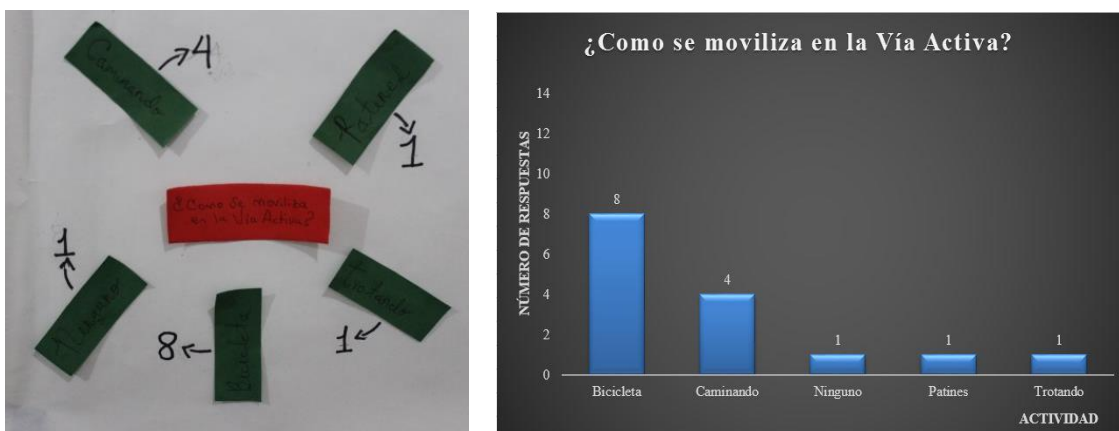 Caminando
4
Patines
1
¿Como Se moviliza
en la Vía Activa?
1
Ninguno
8
Bicicleta
Trotando
1
¿Como se moviliza en la Vía Activa?
NÚMERO DE RESPUESTAS
14
12
10
8
6
4
2
0
8
4
1
1
1
Bicicleta
Caminando
Ninguno
Patines
Trotando
ACTIVIDAD